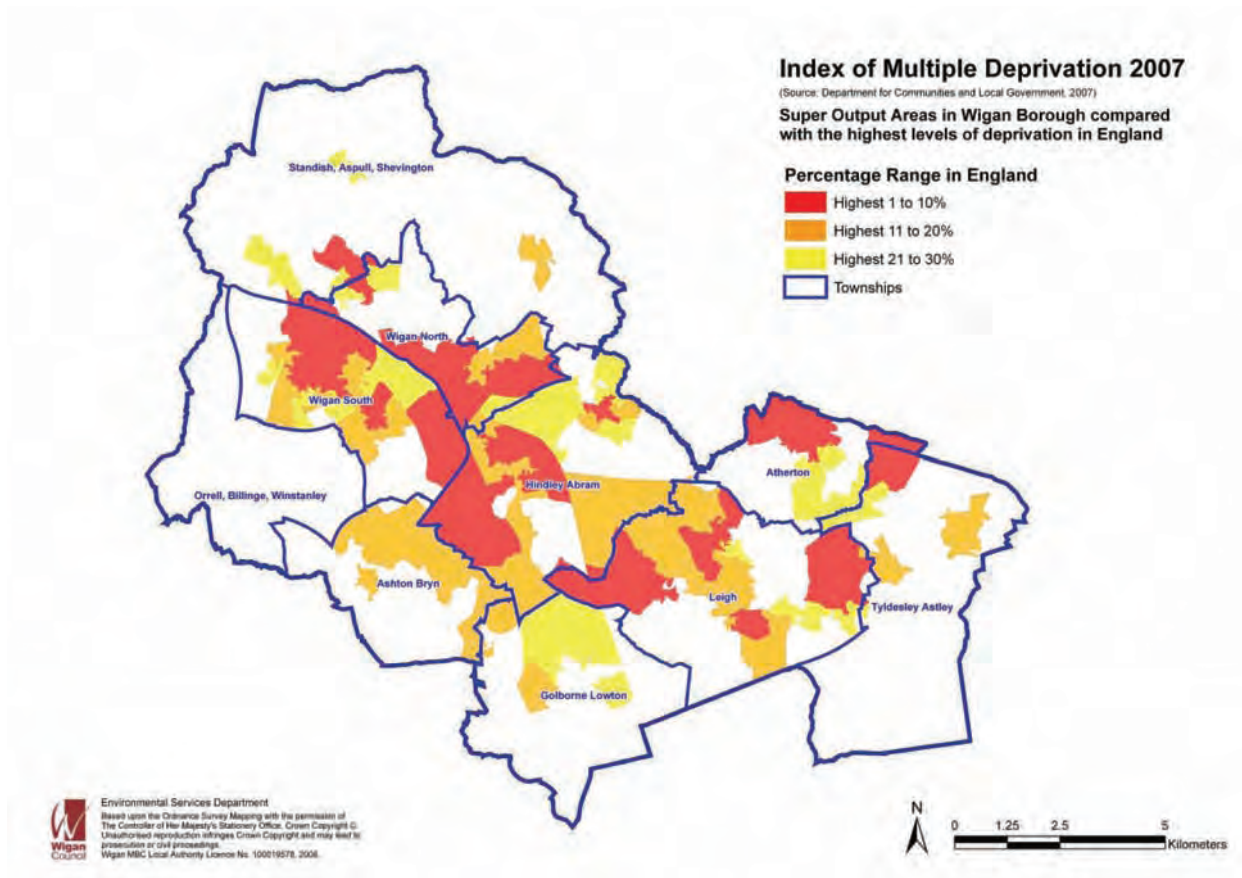 Index of Multiple Deprivation 2007
(Source: Department for Communities and Local Government, 2007)
Super Output Areas in Wigan Borough compared
with the highest levels of deprivation in England
Percentage Range in England
Highest 1 to 10%
Highest 11 to 20%
Highest 21 to 30%
Townships
Standish, Aspull, Shevington
Wigan North
Wigan South
Atherton
Hindley Abram
Orrell, Billinge, Winstanley
Ashton Bryn
Leigh
Tyldesley Astley
Golborne Lowton
Wigan
Council
Environmental Services Department
Based upon the Ordnance Survey Mapping with the permission of
The Controller of Her Majesty's Stationery Office, Crown Copyright ©
Unauthorised reproduction infringes Crown Copyright and may lead to
prosecution or civil proceedings.
Wigan MBC Local Authority Licence No. 100019578, 2008.
N
0 1.25 2.5 5
Kilometers